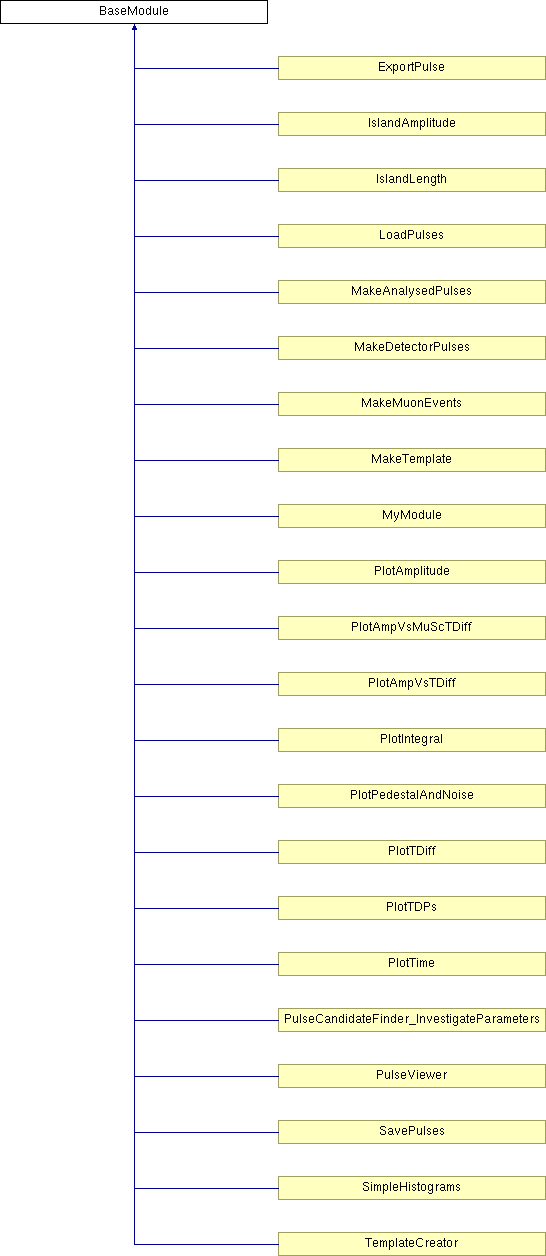 BaseModule
ExportPulse
IslandAmplitude
IslandLength
LoadPulses
MakeAnalysedPulses
MakeDetectorPulses
MakeMuonEvents
MakeTemplate
MyModule
PlotAmplitude
PlotAmpVsMuScTDiff
PlotAmpVsTDiff
PlotIntegral
PlotPedestalAndNoise
PlotTDiff
PlotTDPs
PlotTime
PulseCandidateFinder_InvestigateParameters
PulseViewer
SavePulses
SimpleHistograms
TemplateCreator